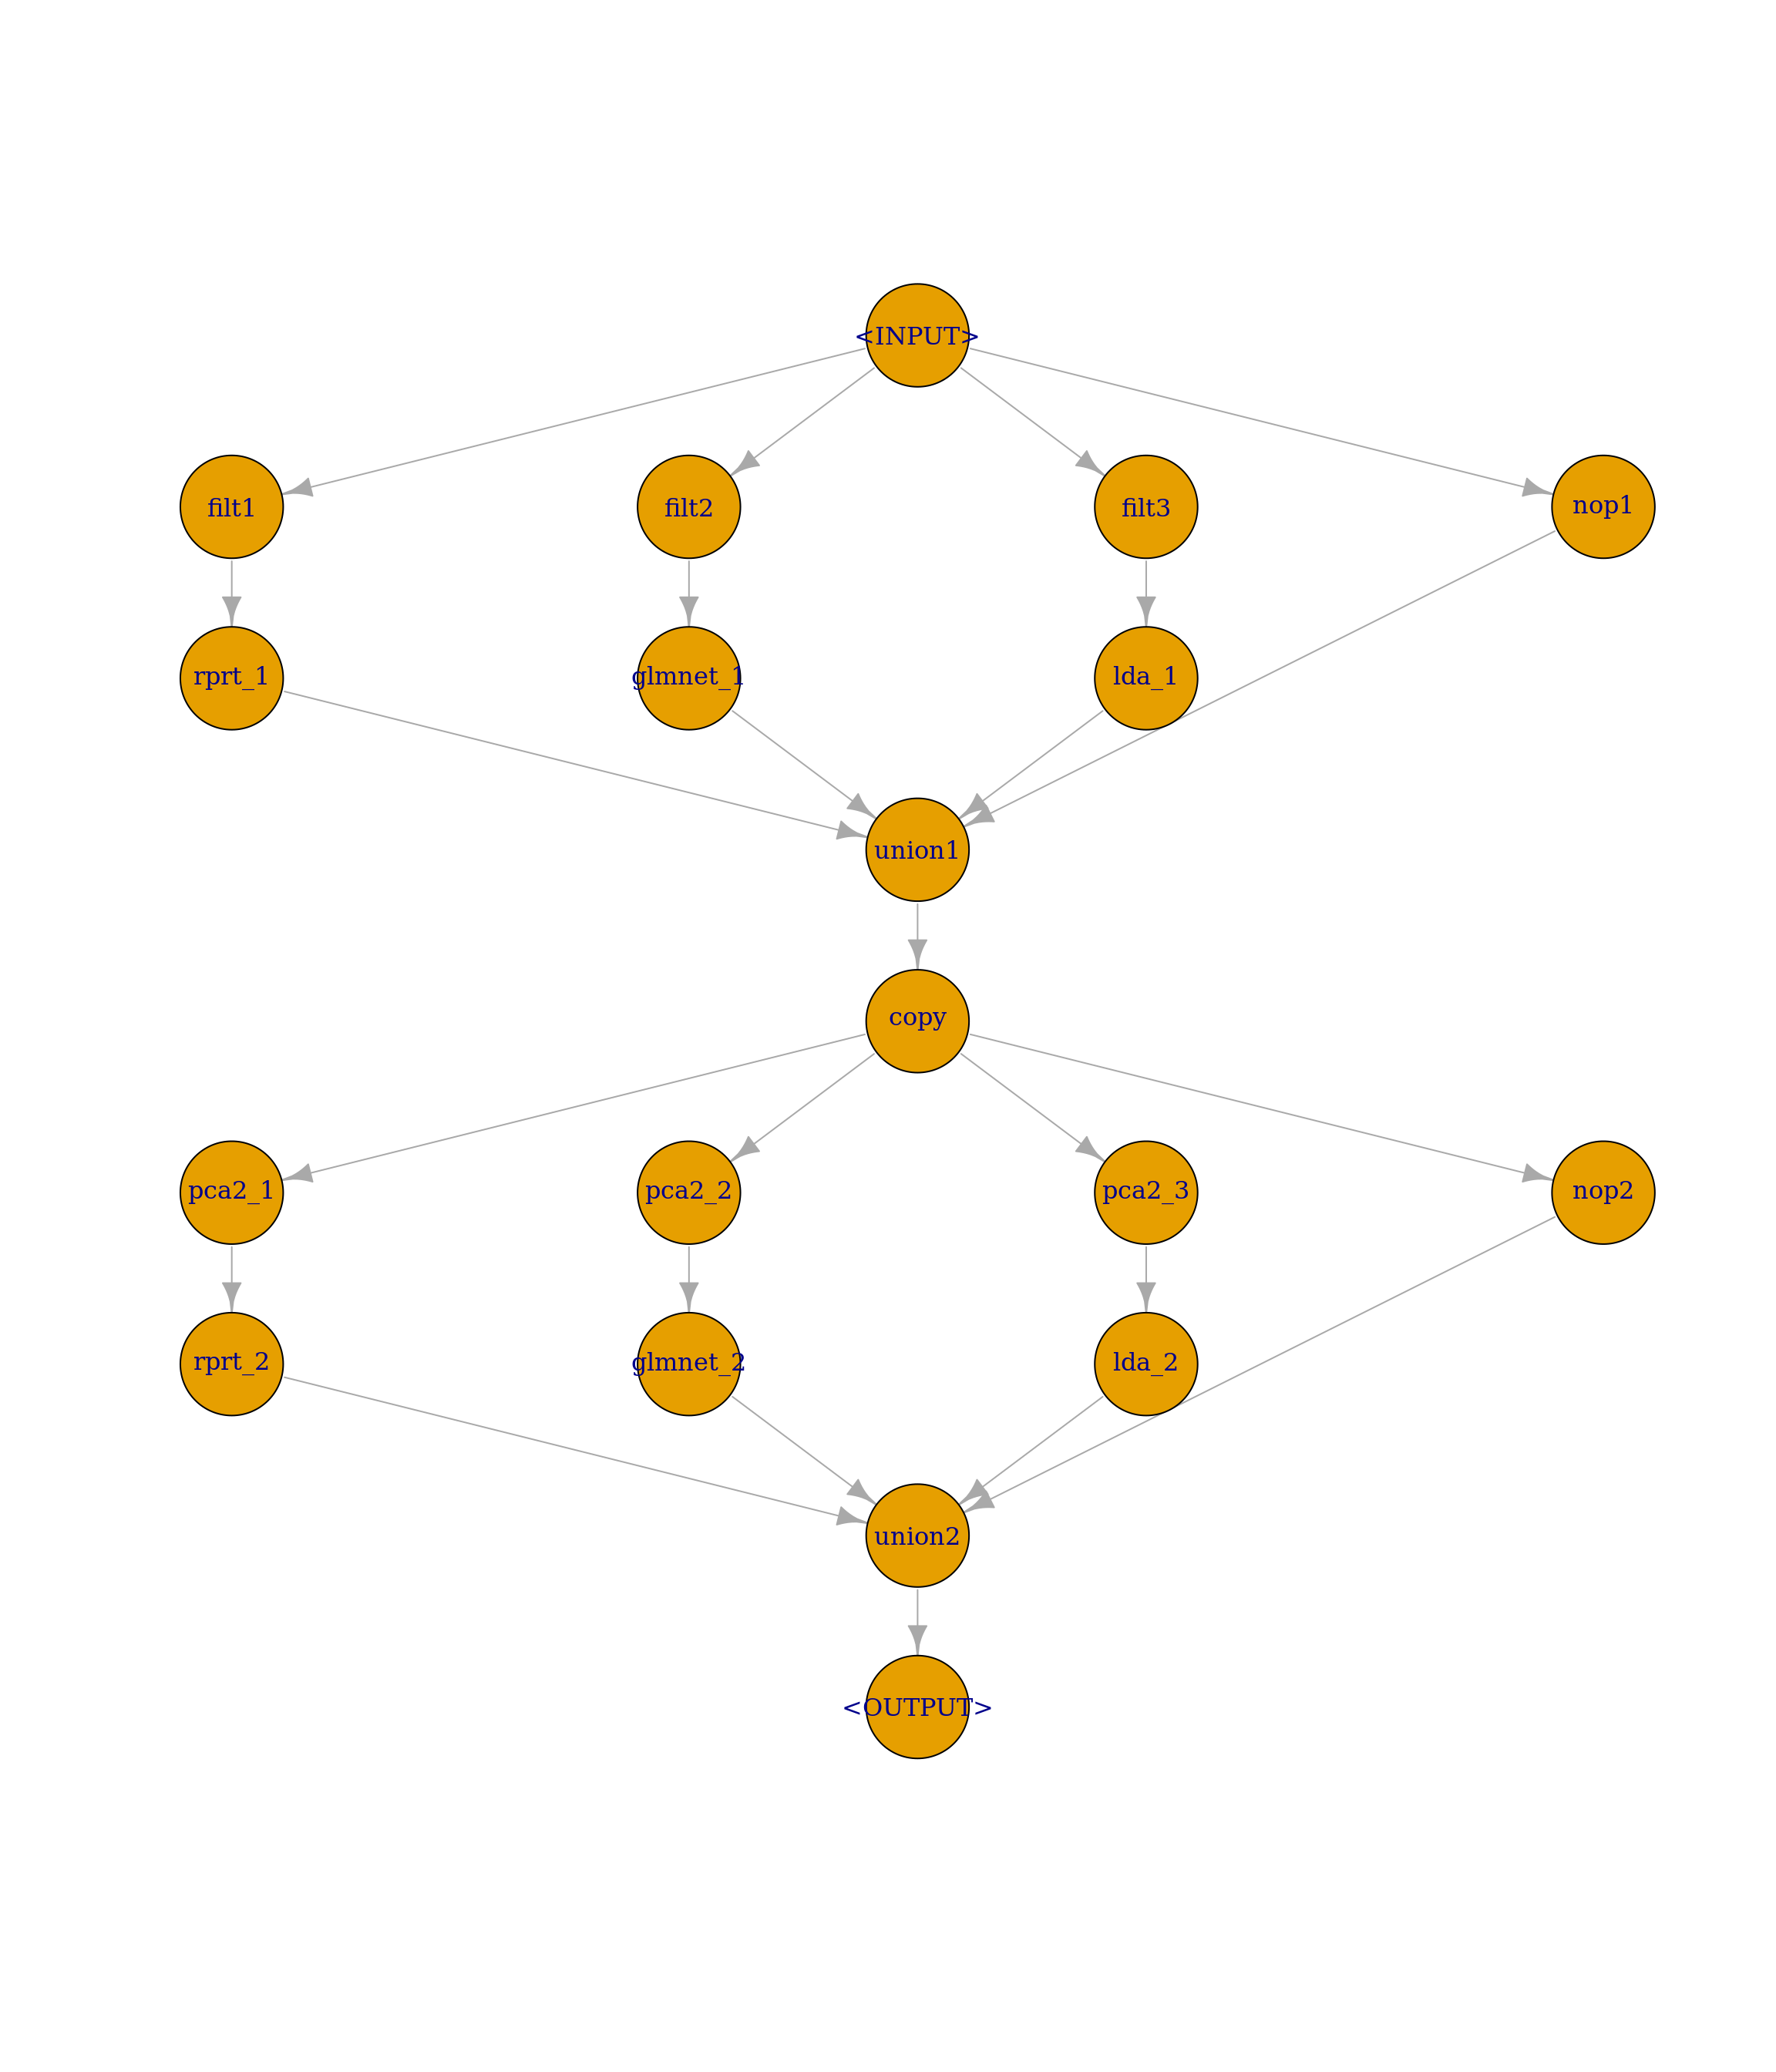 <INPUT>
filt1 filt2 filt3 nop1
rprt_1 glmnet_1 lda_1
union1
copy
pca2_1 pca2_2 pca2_3 nop2
rprt_2 glmnet_2 lda_2
union2
<OUTPUT>